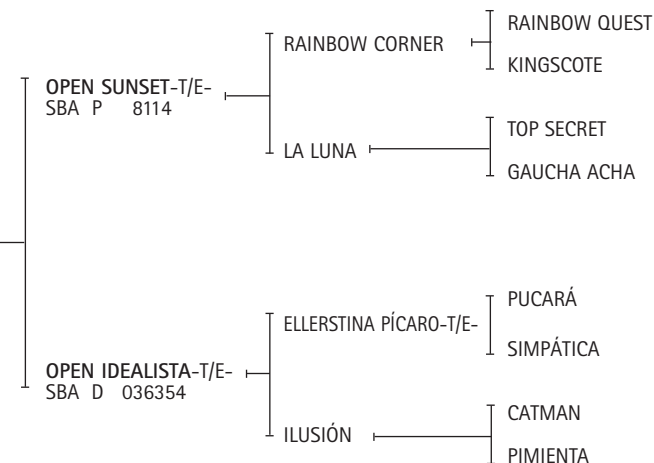 RAINBOW QUEST
RAINBOW CORNER
KINGSCOTE
OPEN SUNSET-T/E-
SBA P 8114
TOP SECRET
LA LUNA
GAUCHA ACHA
PUCARÁ
ELLERSTINA PÍCARO-T/E-
SIMPÁTICA
OPEN IDEALISTA-T/E-
SBA D 036354
CATMAN
ILUSIÓN
PIMIENTA